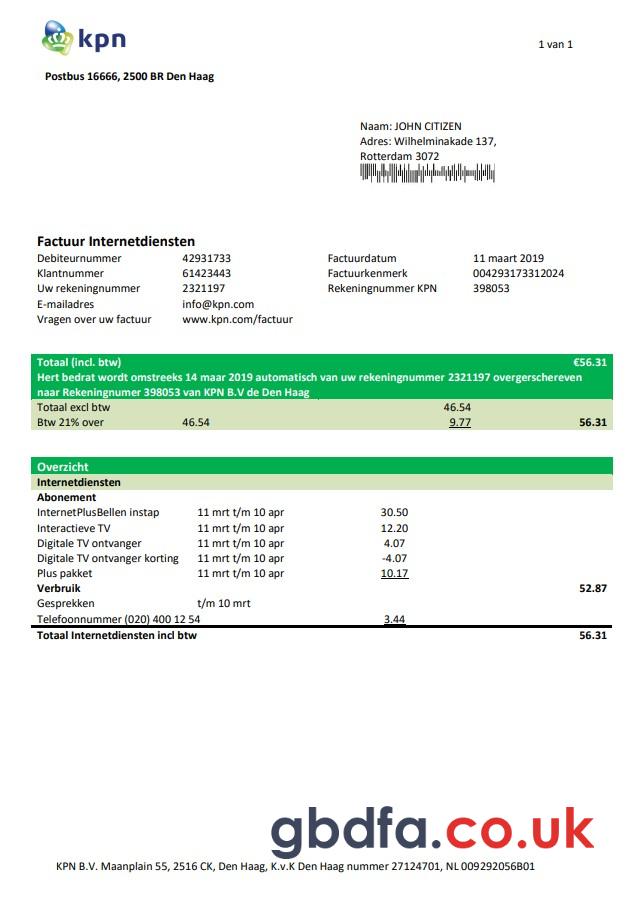 kpn
1 van 1
Postbus 16666, 2500 BR Den Haag
Naam: JOHN CITIZEN
Adres: Wilhelminakade 137,
Rotterdam 3072
Factuur Internetdiensten
Debiteurnummer 42931733 Factuurdatum 11 maart 2019
Klantnummer 61423443 Factuurkenmerk 004293173312024
Uw rekeningnummer 2321197 Rekeningnummer KPN 398053
E-mailadres info@kpn.com
Vragen over uw factuur www.kpn.com/factuur
Totaal (incl. btw) €56.31
Hert bedrat wordt omstreeks 14 maar 2019 automatisch van uw rekeningnummer 2321197 overgerschereven
naar Rekeningnumer 398053 van KPN B.V de Den Haag
Totaal excl btw 46.54
Btw 21% over 46.54 9.77 56.31
Overzicht
Internetdiensten
Abonement
InternetPlusBellen instap 11 mrt t/m 10 apr 30.50
Interactieve TV 11 mrt t/m 10 apr 12.20
Digitale TV ontvanger 11 mrt t/m 10 apr 4.07
Digitale TV ontvanger korting 11 mrt t/m 10 apr -4.07
Plus pakket 11 mrt t/m 10 apr 10.17
Verbruik 52.87
Gesprekken t/m 10 mrt
Telefoonnummer (020) 400 12 54 3.44
Totaal Internetdiensten incl btw 56.31
gbdfa.co.uk
KPN B.V. Maanplain 55, 2516 CK, Den Haag, K.v.K Den Haag nummer 27124701, NL 009292056B01